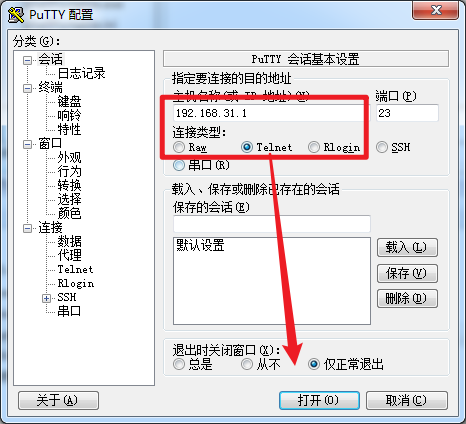 PuTTY 配置
分类(G):
会话
日志记录
终端
键盘
响铃
特性
窗口
外观
行为
转换
选择
颜色
连接
数据
代理
Telnet
Rlogin
SSH
串口
PuTTY 会话基本设置
指定要连接的目的地址
主机名称(或 IP 地址)(N) 端口(P)
192.168.31.1 23
连接类型:
Raw Telnet Rlogin SSH
串口(R)
载入、保存或删除已存在的会话
保存的会话(E)
默认设置
载入(L)
保存(V)
删除(D)
退出时关闭窗口(X):
总是 从不 仅正常退出
关于(A) 打开(O) 取消(C)